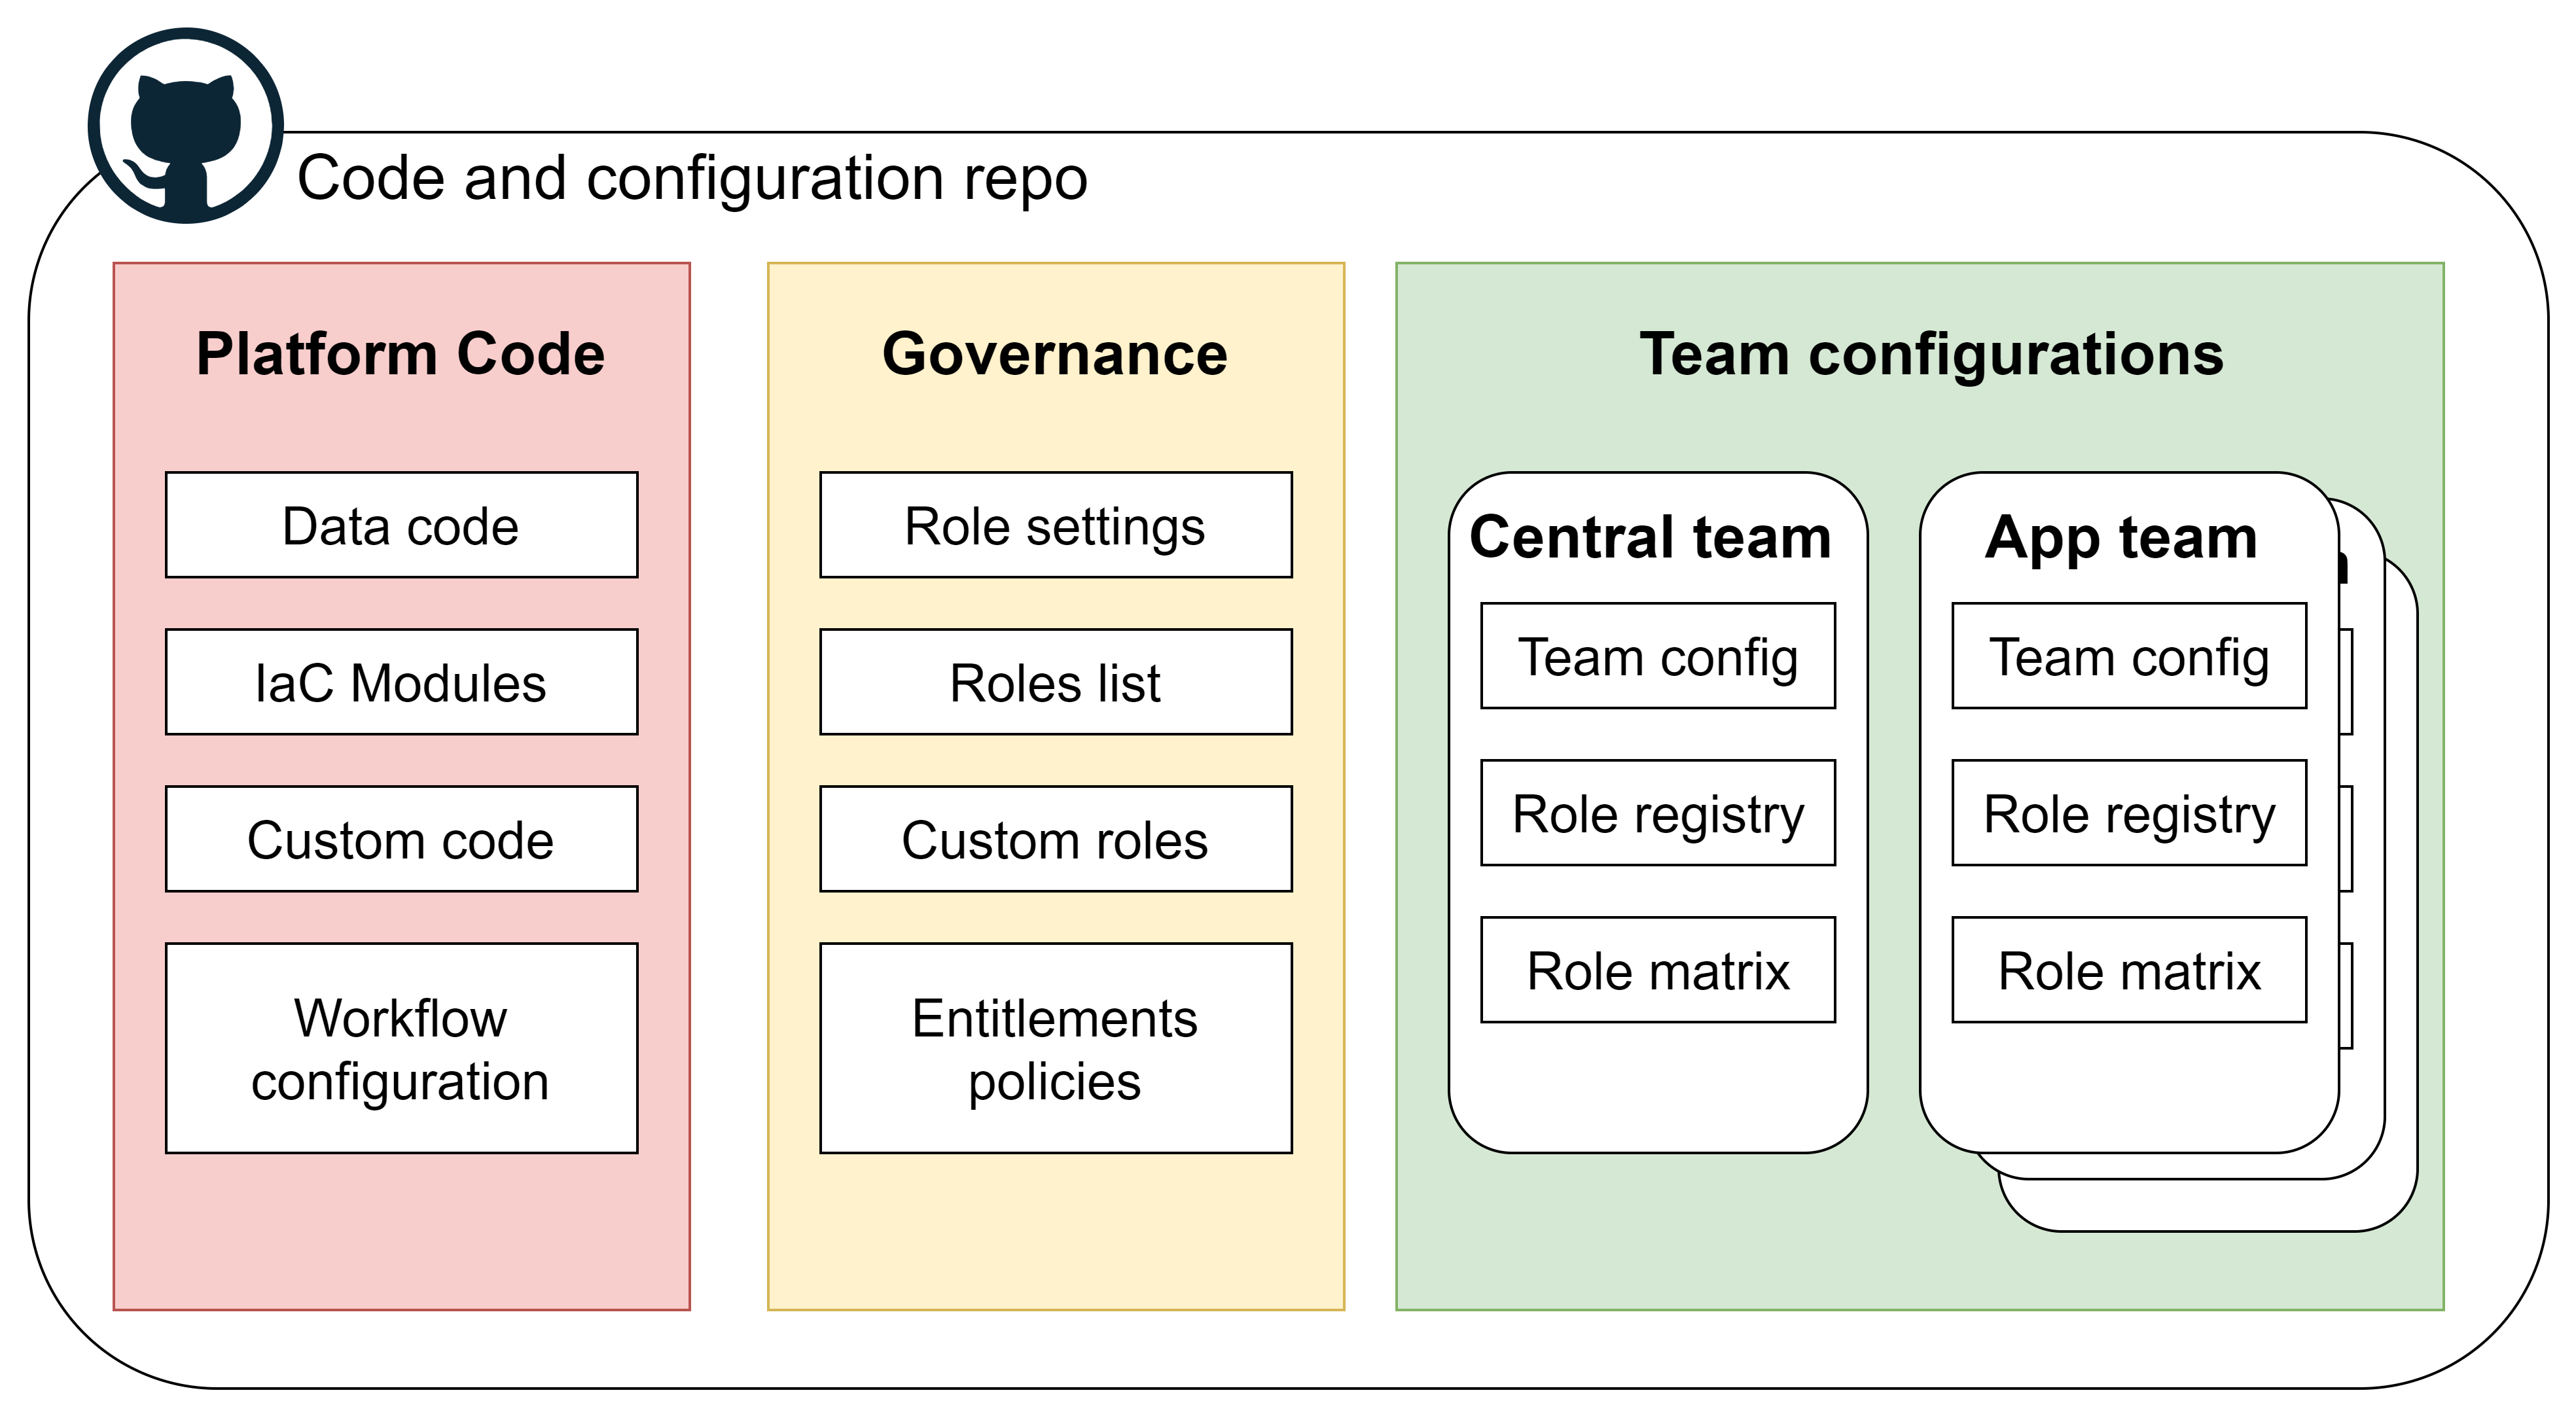 Code and configuration repo
Platform Code
Data code
IaC Modules
Custom code
Workflow
configuration
Governance
Role settings
Roles list
Custom roles
Entitlements
policies
Team configurations
Central team
Team config
Role registry
Role matrix
App team
Team config
Role registry
Role matrix